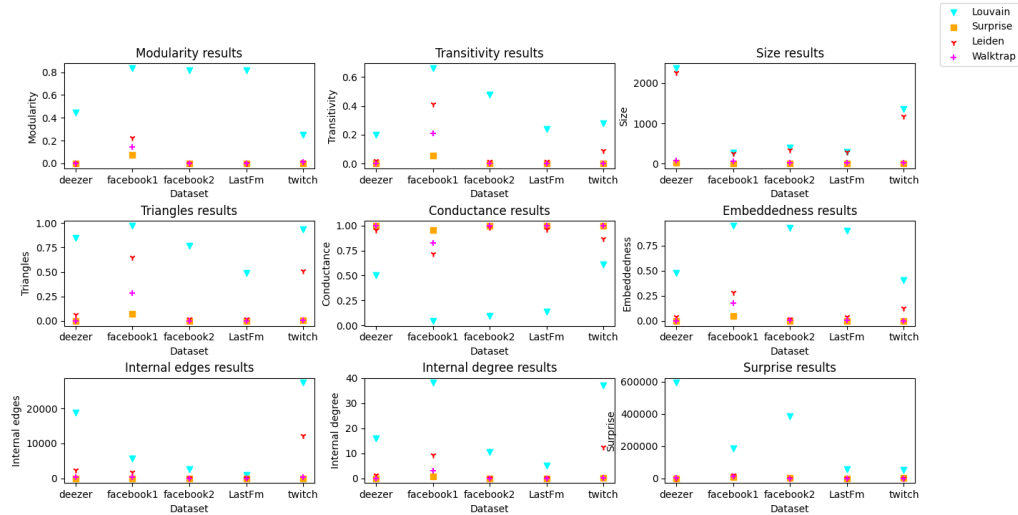 Louvain
Surprise
Leiden
Walktrap
Modularity results
Modularity
0.8
0.6
0.4
0.2
0.0
deezer facebook1 facebook2 LastFm twitch
Dataset
Transitivity results
Transitivity
0.6
0.4
0.2
0.0
deezer facebook1 facebook2 LastFm twitch
Dataset
Size results
Size
2000
1000
0
deezer facebook1 facebook2 LastFm twitch
Dataset
Triangles results
Triangles
1.00
0.75
0.50
0.25
0.00
deezer facebook1 facebook2 LastFm twitch
Dataset
Conductance results
Conductance
1.00
0.75
0.50
0.25
0.00
deezer facebook1 facebook2 LastFm twitch
Dataset
Embeddedness results
Embeddedness
0.75
0.50
0.25
0.00
deezer facebook1 facebook2 LastFm twitch
Dataset
Internal edges results
Internal edges
20000
10000
0
deezer facebook1 facebook2 LastFm twitch
Dataset
Internal degree results
Internal degree
40
30
20
10
0
deezer facebook1 facebook2 LastFm twitch
Dataset
Surprise results
Surprise
600000
400000
200000
0
deezer facebook1 facebook2 LastFm twitch
Dataset